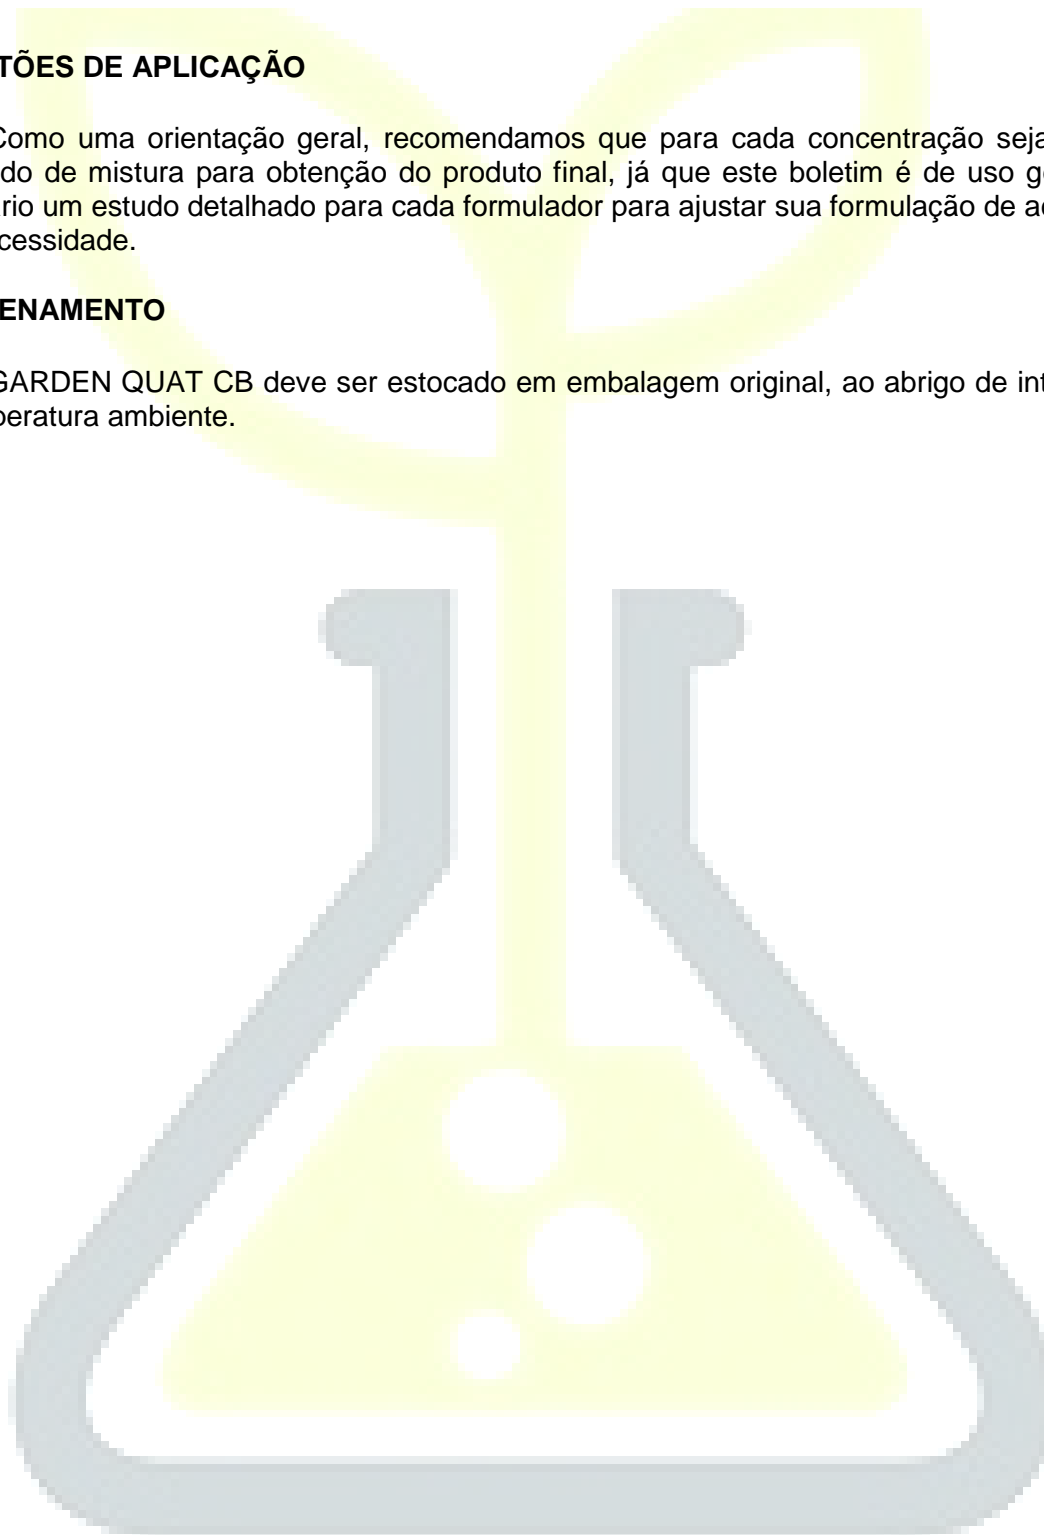 TÕES DE APLICAÇÃO
Como uma orientação geral, recomendamos que para cada concentração seja
do de mistura para obtenção do produto final, já que este boletim é de uso g
rio um estudo detalhado para cada formulador para ajustar sua formulação de a
cessidade.
ENAMENTO
GARDEN QUAT CB deve ser estocado em embalagem original, ao abrigo de int
peratura ambiente.